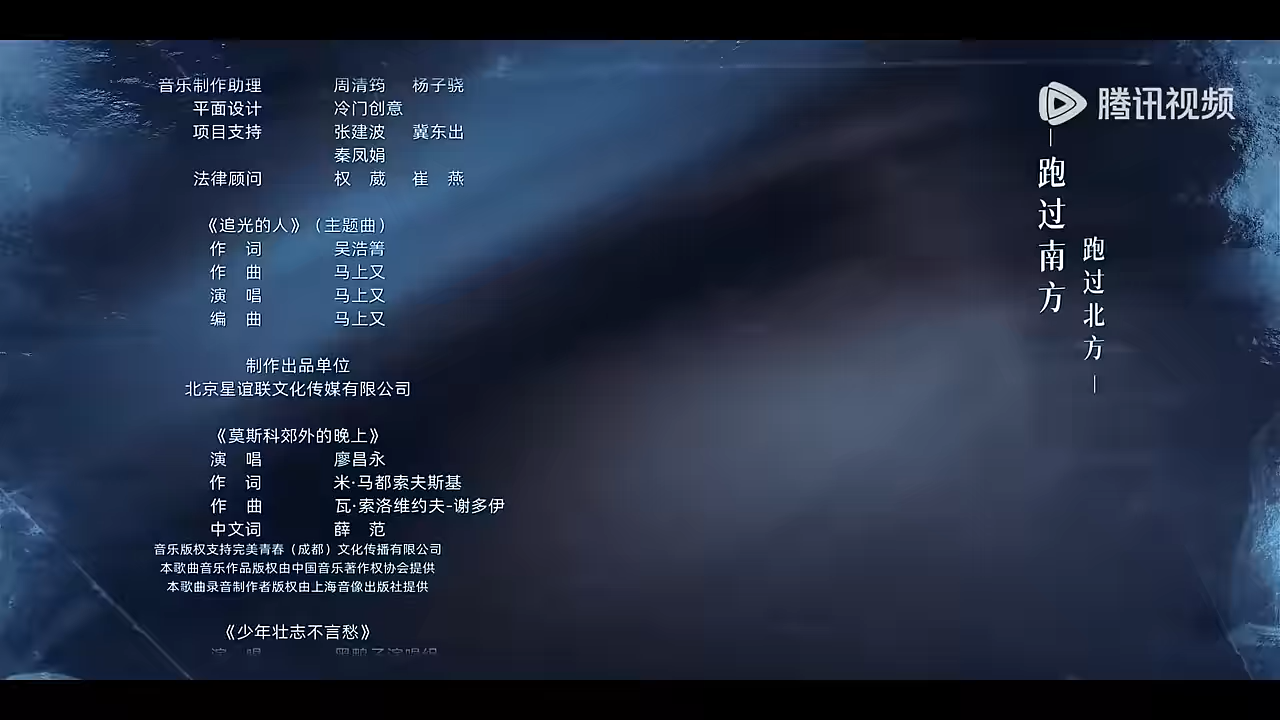 音乐制作助理 周清筠 杨子骁
平面设计 冷门创意
项目支持 张建波 冀东出
秦凤娟
法律顾问 权 葳 崔 燕
《追光的人》（主题曲）
作 词 吴浩箐
作 曲 马上又
演 唱 马上又
编 曲 马上又
制作出品单位
北京星谊联文化传媒有限公司
《莫斯科郊外的晚上》
演 唱 廖昌永
作 词 米·马都索夫斯基
作 曲 瓦·索洛维约夫-谢多伊
中文词 薛 范
音乐版权支持完美青春（成都）文化传播有限公司
本歌曲音乐作品版权由中国音乐著作权协会提供
本歌曲录音制作者版权由上海音像出版社提供
《少年壮志不言愁》
演 唱 黑鸭子演唱组
腾讯视频
跑过南方
跑过北方